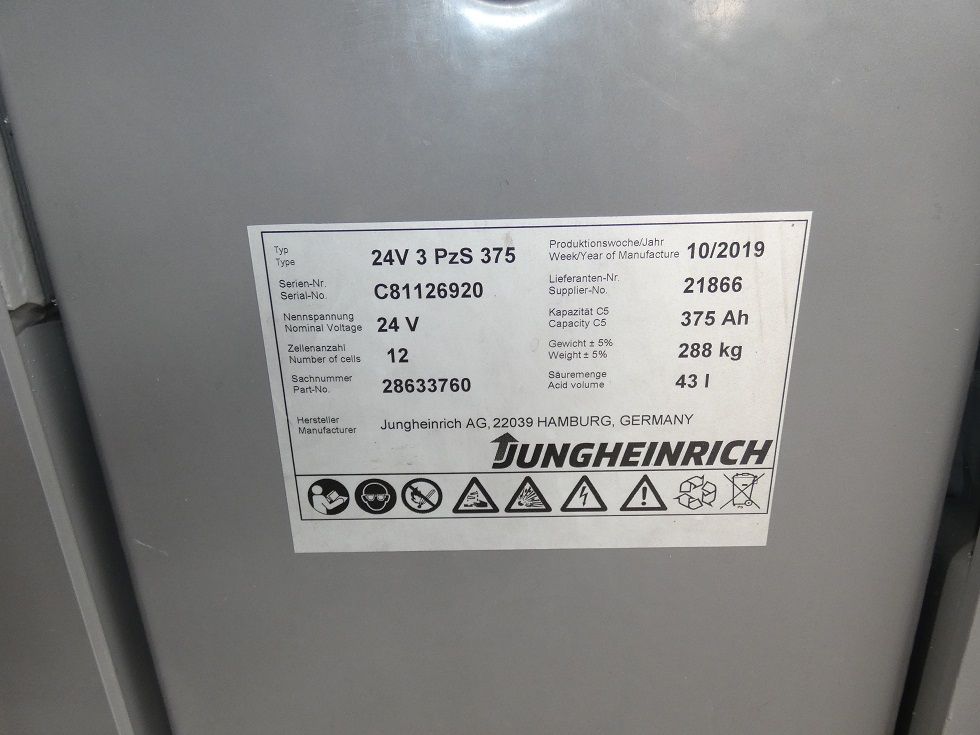 Typ
Type
24V 3 PzS 375
Produktionswoche/Jahr
Week/Year of Manufacture
10/2019
Serien-Nr.
Serial-No.
C81126920
Lieferanten-Nr.
Supplier-No.
21866
Nennspannung
Nominal Voltage
24 V
Kapazität C5
Capacity C5
375 Ah
Zellenanzahl
Number of cells
12
Gewicht ± 5%
Weight ± 5%
288 kg
Sachnummer
Part-No.
28633760
Säuremenge
Acid volume
43 l
Hersteller
Manufacturer
Jungheinrich AG, 22039 HAMBURG, GERMANY
JUNGHEINRICH